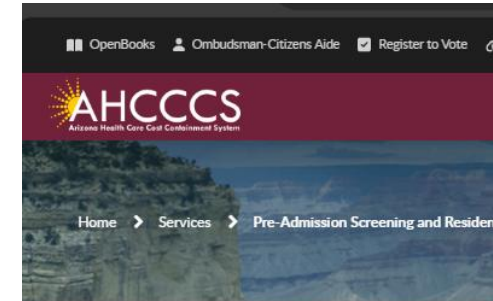 OpenBooks Ombudsman-Citizens Aide Register to Vote
AHCCCS
Arizona Health Care Cost Containment System
Home Services Pre-Admission Screening and Residen